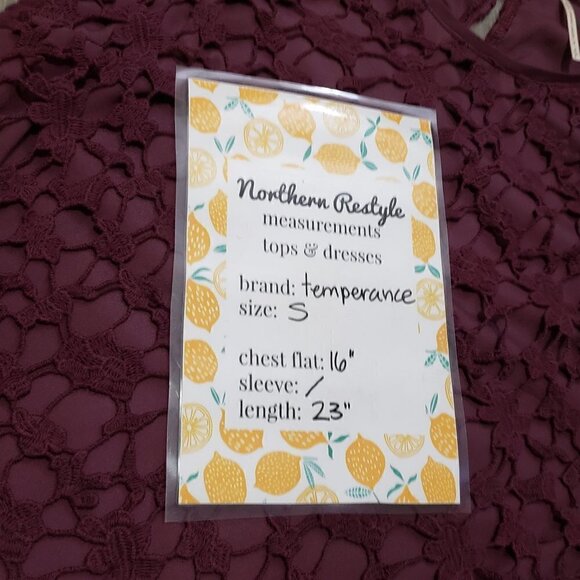 Northern Restyle
measurements
tops & dresses
brand: temperance
size: S
chest flat: 16"
sleeve: /
length: 23"